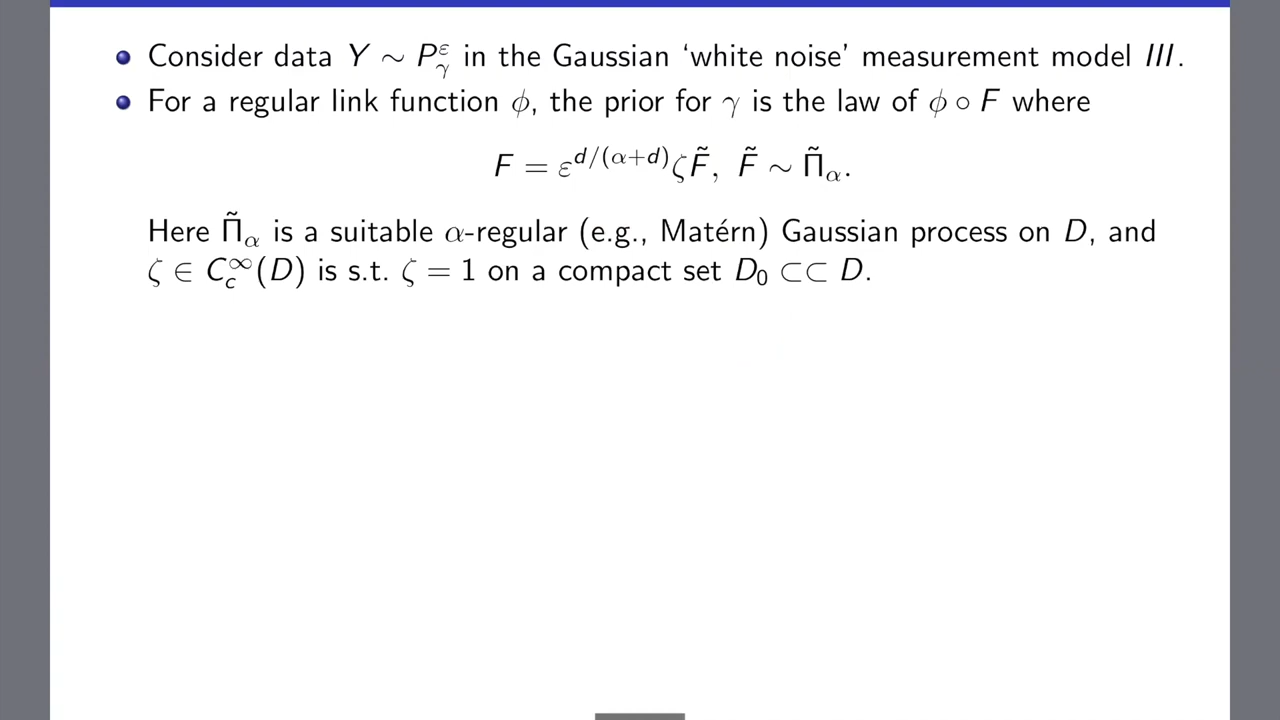 Consider data Y ∼ P^ε_γ in the Gaussian ‘white noise’ measurement model III.
For a regular link function ϕ, the prior for γ is the law of ϕ ∘ F where
F = ε^{d/(α+d)} ζF̃, F̃ ∼ Π̃_α.
Here Π̃_α is a suitable α-regular (e.g., Matérn) Gaussian process on D, and
ζ ∈ C^∞_c(D) is s.t. ζ = 1 on a compact set D_0 ⊂⊂ D.